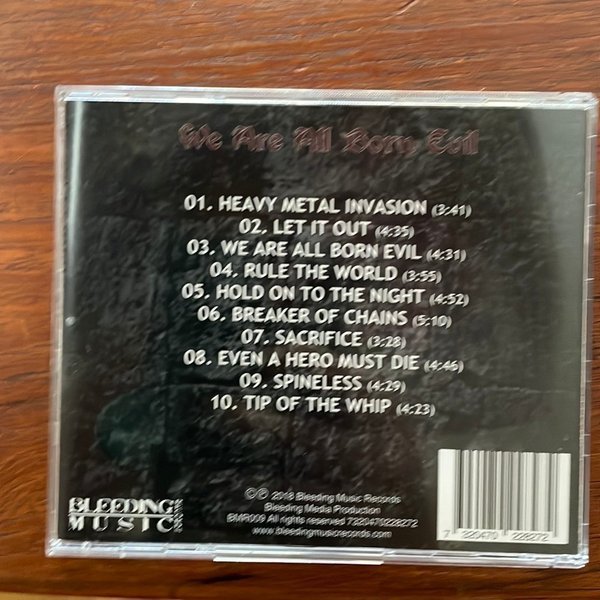 We Are All Born Evil
01. HEAVY METAL INVASION (3:41)
02. LET IT OUT (4:35)
03. WE ARE ALL BORN EVIL (4:31)
04. RULE THE WORLD (3:55)
05. HOLD ON TO THE NIGHT (4:52)
06. BREAKER OF CHAINS (5:10)
07. SACRIFICE (3:28)
08. EVEN A HERO MUST DIE (4:46)
09. SPINELESS (4:29)
10. TIP OF THE WHIP (4:23)
©℗ 2018 Bleeding Music Records
Bleeding Media Production
BMR009 All rights reserved 7320470228272
www.bleedingmusicrecords.com
BLEEDING
MUSIC
RECORDS
7 320470 228272